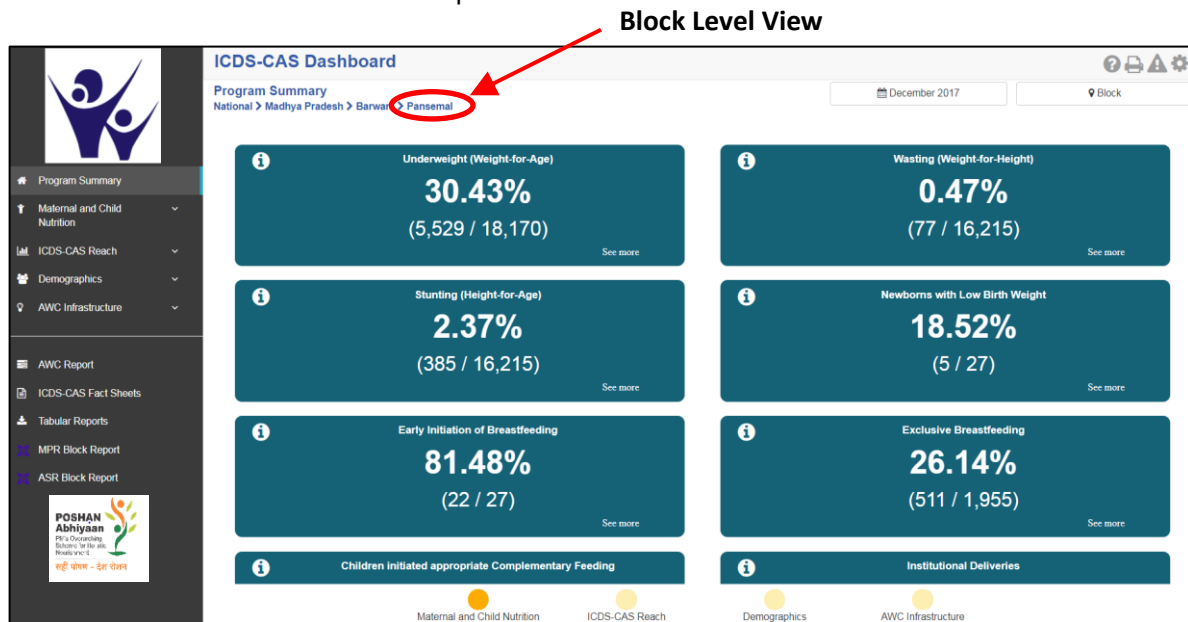 Block Level View
ICDS-CAS Dashboard
Program Summary
National > Madhya Pradesh > Barwani > Pansemal
December 2017
Block
Program Summary
Maternal and Child
Nutrition
ICDS-CAS Reach
Demographics
AWC Infrastructure
AWC Report
ICDS-CAS Fact Sheets
Tabular Reports
MPR Block Report
ASR Block Report
POSHAN
Abhiyaan
PM's Overarching
सही पोषण - देश रोशन
Underweight (Weight-for-Age)
30.43%
(5,529 / 18,170)
See more
Wasting (Weight-for-Height)
0.47%
(77 / 16,215)
See more
Stunting (Height-for-Age)
2.37%
(385 / 16,215)
See more
Newborns with Low Birth Weight
18.52%
(5 / 27)
See more
Early Initiation of Breastfeeding
81.48%
(22 / 27)
See more
Exclusive Breastfeeding
26.14%
(511 / 1,955)
See more
Children initiated appropriate Complementary Feeding
Institutional Deliveries
Maternal and Child Nutrition
ICDS-CAS Reach
Demographics
AWC Infrastructure